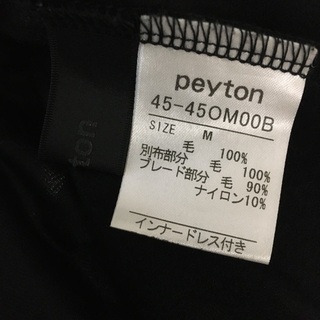 peyton
45-45OM00B
SIZE M
毛 100%
別布部分 毛 100%
ブレード部分 毛 90%
ナイロン10%
インナードレス付き
ton